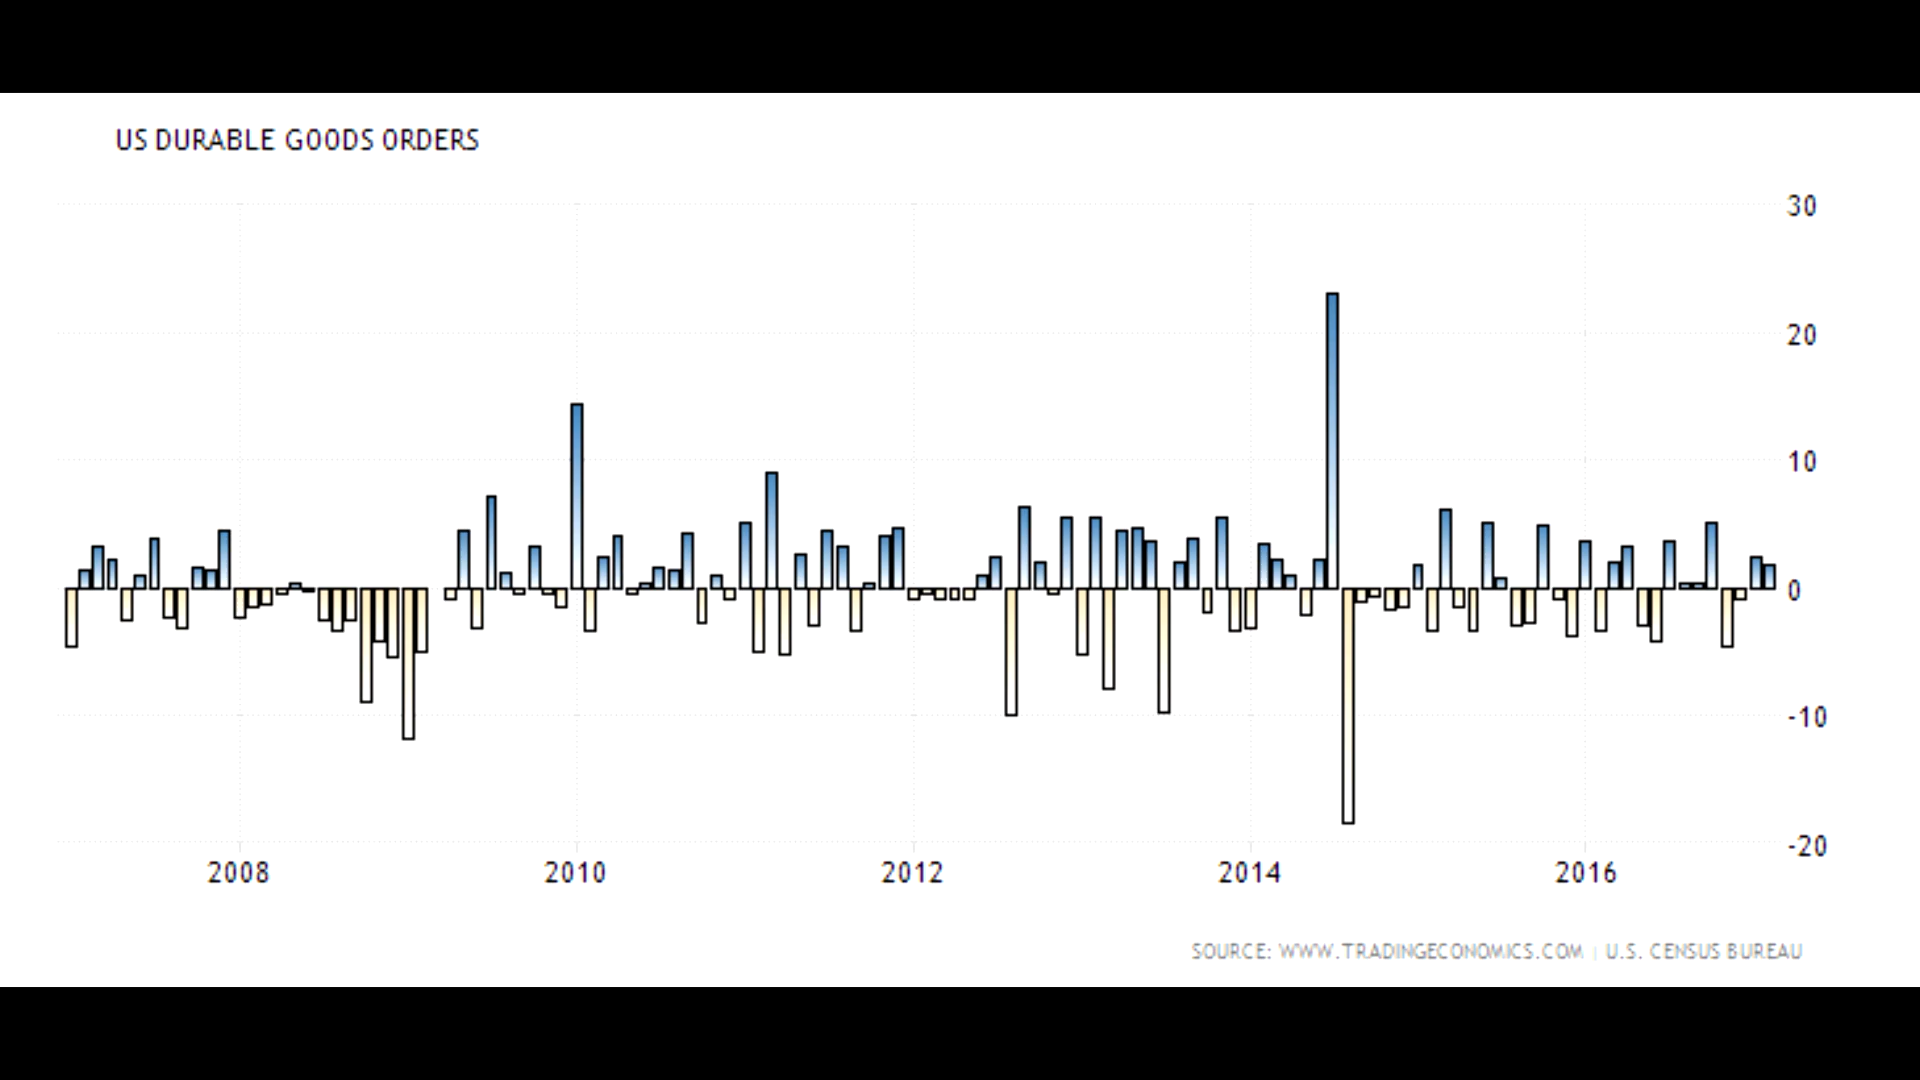 US DURABLE GOODS ORDERS
30
20
10
0
-10
-20
2008 2010 2012 2014 2016
SOURCE: WWW.TRADINGECONOMICS.COM | U.S. CENSUS BUREAU